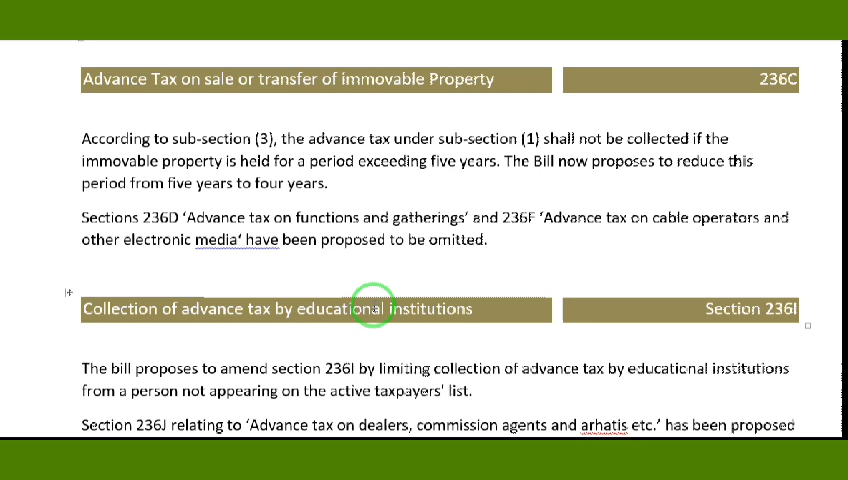 Advance Tax on sale or transfer of immovable Property 236C
According to sub-section (3), the advance tax under sub-section (1) shall not be collected if the
immovable property is held for a period exceeding five years. The Bill now proposes to reduce this
period from five years to four years.
Sections 236D ‘Advance tax on functions and gatherings’ and 236F ‘Advance tax on cable operators and
other electronic media’ have been proposed to be omitted.
Collection of advance tax by educational institutions Section 236I
The bill proposes to amend section 236I by limiting collection of advance tax by educational institutions
from a person not appearing on the active taxpayers' list.
Section 236J relating to ‘Advance tax on dealers, commission agents and arhatis etc.’ has been proposed